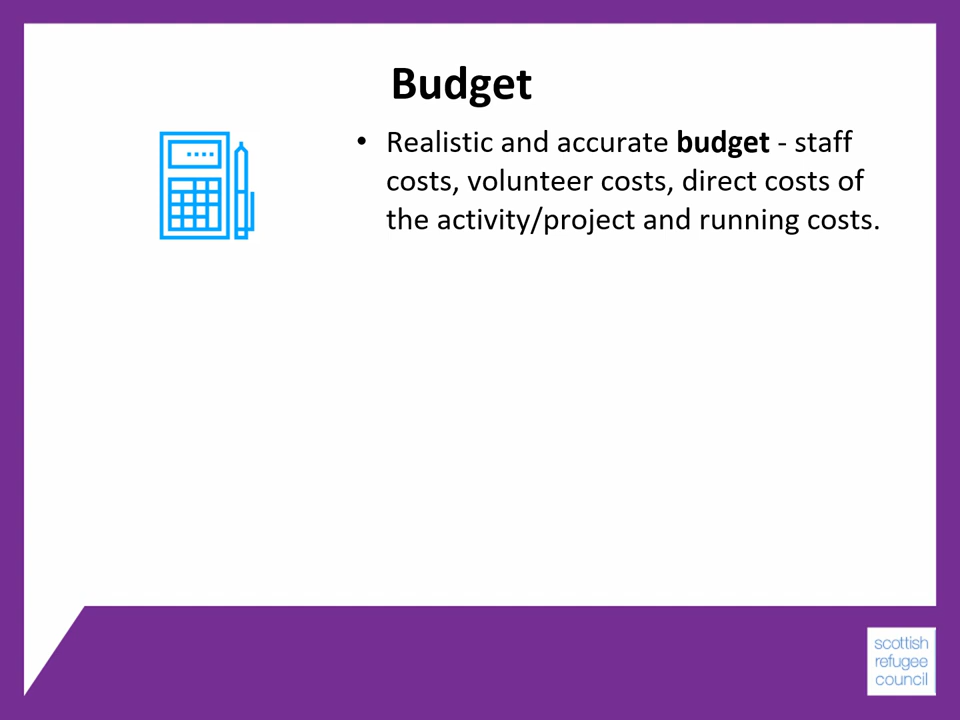 Budget
• Realistic and accurate budget - staff
costs, volunteer costs, direct costs of
the activity/project and running costs.
scottish
refugee
council